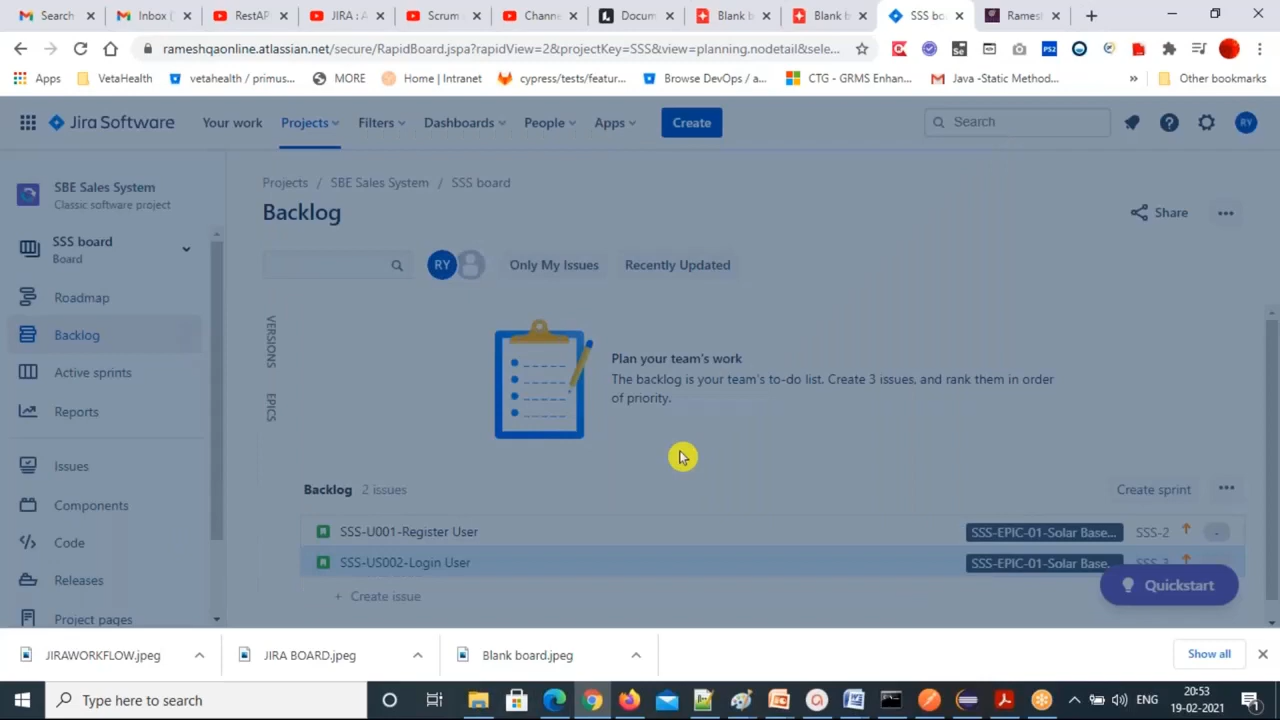 Search
Inbox (
RestAP
JIRA : A
Scrum
Channe
Docum
Blank b
Blank b
SSS bo
Ramest
rameshqaonline.atlassian.net/secure/RapidBoard.jspa?rapidView=2&projectKey=SSS&view=planning.nodetail&sele...
Apps
VetaHealth
vetahealth / primus...
MORE
Home | Intranet
cypress/tests/featur...
Browse DevOps / a...
CTG - GRMS Enhan...
Java -Static Method...
»
Other bookmarks
Jira Software
Your work
Projects
Filters
Dashboards
People
Apps
Create
Search
RY
SBE Sales System
Classic software project
SSS board
Board
Roadmap
Backlog
Active sprints
Reports
Issues
Components
Code
Releases
Project pages
Projects / SBE Sales System / SSS board
Backlog
Share
RY
Only My Issues
Recently Updated
VERSIONS
EPICS
Plan your team's work
The backlog is your team's to-do list. Create 3 issues, and rank them in order
of priority.
Backlog 2 issues
Create sprint
SSS-U001-Register User
SSS-EPIC-01-Solar Base...
SSS-2
-
SSS-US002-Login User
SSS-EPIC-01-Solar Base...
SSS-3
+ Create issue
Quickstart
JIRAWORKFLOW.jpeg
JIRA BOARD.jpeg
Blank board.jpeg
Show all
Type here to search
ENG
20:53
19-02-2021